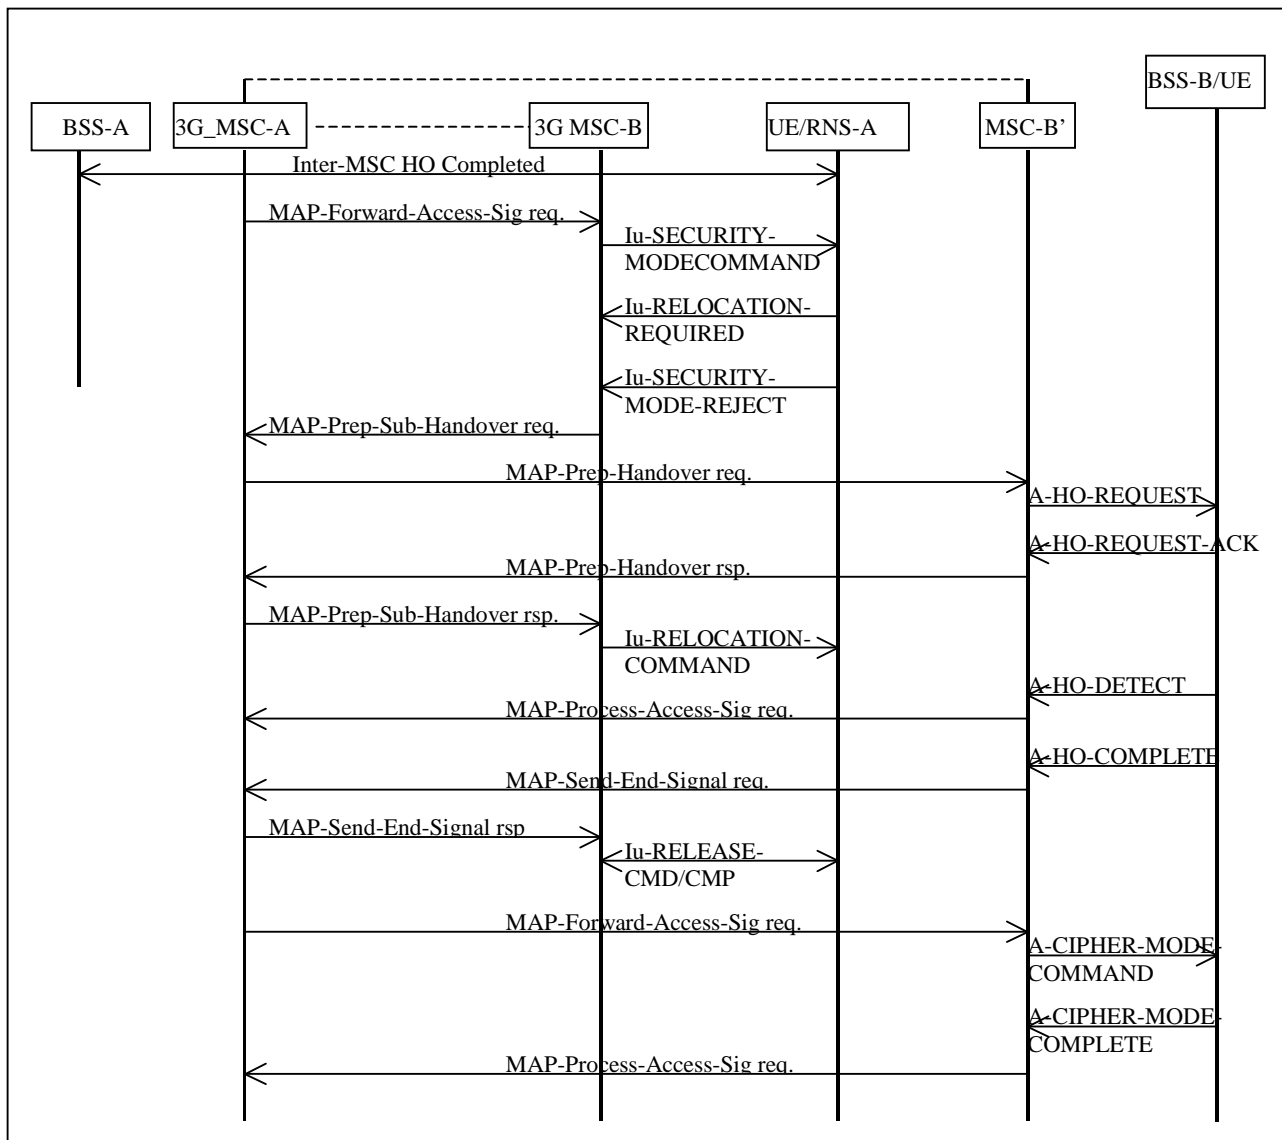 BSS-B/UE
BSS-A
3G_MSC-A
3G MSC-B
UE/RNS-A
MSC-B’
Inter-MSC HO Completed
MAP-Forward-Access-Sig req.
Iu-SECURITY-
MODECOMMAND
Iu-RELOCATION-
REQUIRED
Iu-SECURITY-
MODE-REJECT
MAP-Prep-Sub-Handover req.
MAP-Prep-Handover req.
A-HO-REQUEST
A-HO-REQUEST-ACK
MAP-Prep-Handover rsp.
MAP-Prep-Sub-Handover rsp.
Iu-RELOCATION-
COMMAND
A-HO-DETECT
MAP-Process-Access-Sig req.
A-HO-COMPLETE
MAP-Send-End-Signal req.
MAP-Send-End-Signal rsp
Iu-RELEASE-
CMD/CMP
MAP-Forward-Access-Sig req.
A-CIPHER-MODE-
COMMAND
A-CIPHER-MODE-
COMPLETE
MAP-Process-Access-Sig req.